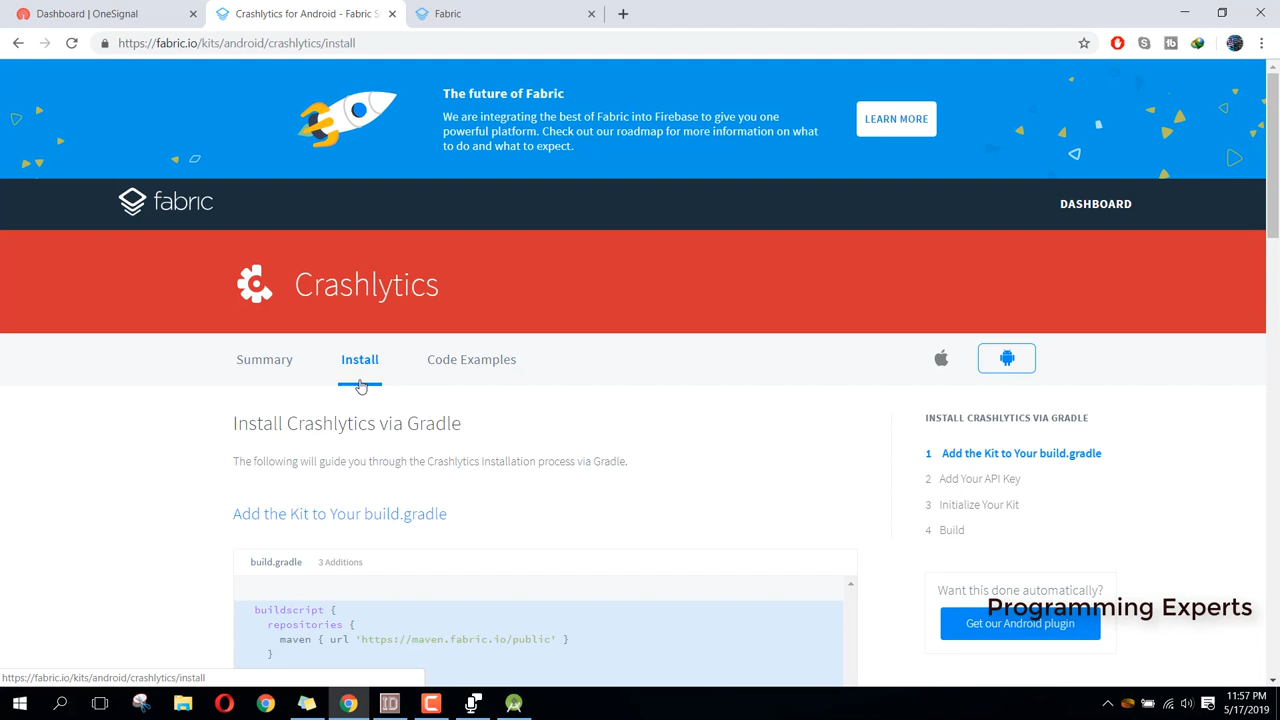 Dashboard | OneSignal
Crashlytics for Android - Fabric S
Fabric
https://fabric.io/kits/android/crashlytics/install
The future of Fabric
We are integrating the best of Fabric into Firebase to give you one
powerful platform. Check out our roadmap for more information on what
to do and what to expect.
LEARN MORE
fabric
DASHBOARD
Crashlytics
Summary
Install
Code Examples
Install Crashlytics via Gradle
The following will guide you through the Crashlytics Installation process via Gradle.
Add the Kit to Your build.gradle
build.gradle 3 Additions
buildscript {
repositories {
maven { url 'https://maven.fabric.io/public' }
}
INSTALL CRASHLYTICS VIA GRADLE
1 Add the Kit to Your build.gradle
2 Add Your API Key
3 Initialize Your Kit
4 Build
Want this done automatically?
Programming Experts
Get our Android plugin
https://fabric.io/kits/android/crashlytics/install
11:57 PM
5/17/2019